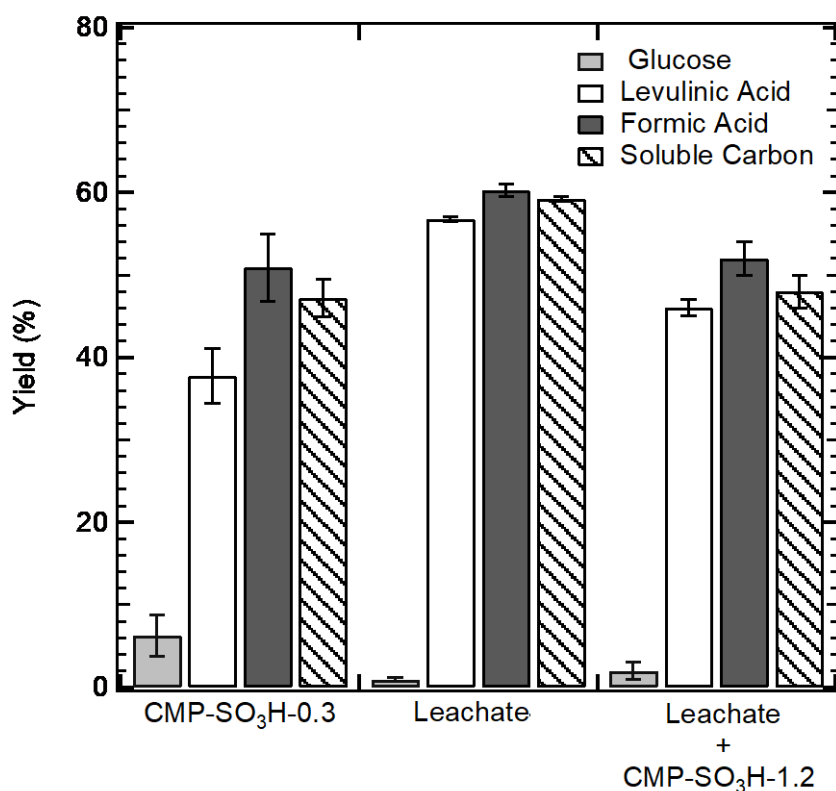 80
60
40
20
0
Yield (%)
Glucose
Levulinic Acid
Formic Acid
Soluble Carbon
CMP-SO₃H-0.3
Leachate
Leachate
+
CMP-SO₃H-1.2